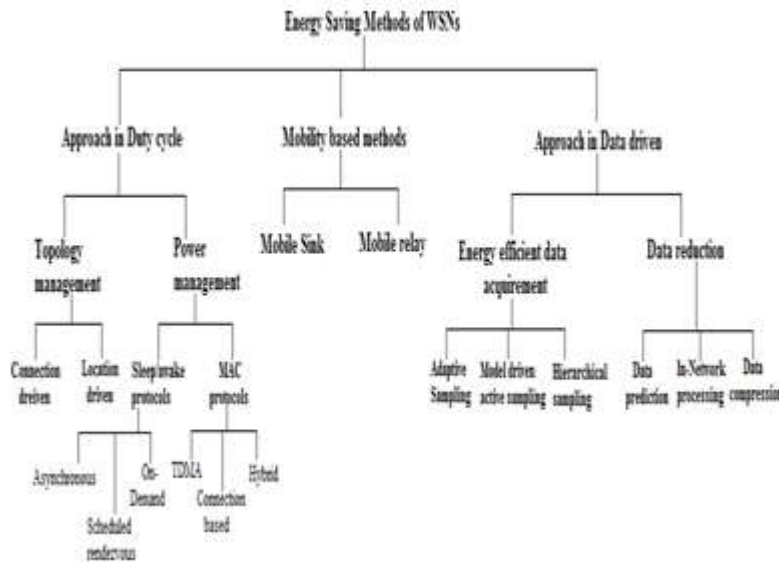 Energy Saving Methods of WSNs
Approach in Duty cycle
Mobility based methods
Approach in Data driven
Topology
management
Power
management
Mobile Sink
Mobile relay
Energy efficient data
acquirement
Data reduction
Connection
dreiven
Location
driven
Sleep/wake
protocols
MAC
protocols
Adaptive
Sampling
Model driven
active sampling
Hierarchical
sampling
Data
prediction
In-Network
processing
Data
compression
Asynchronous
Scheduled
rendervous
On-
Demand
TDMA
Connection
based
Hybrid